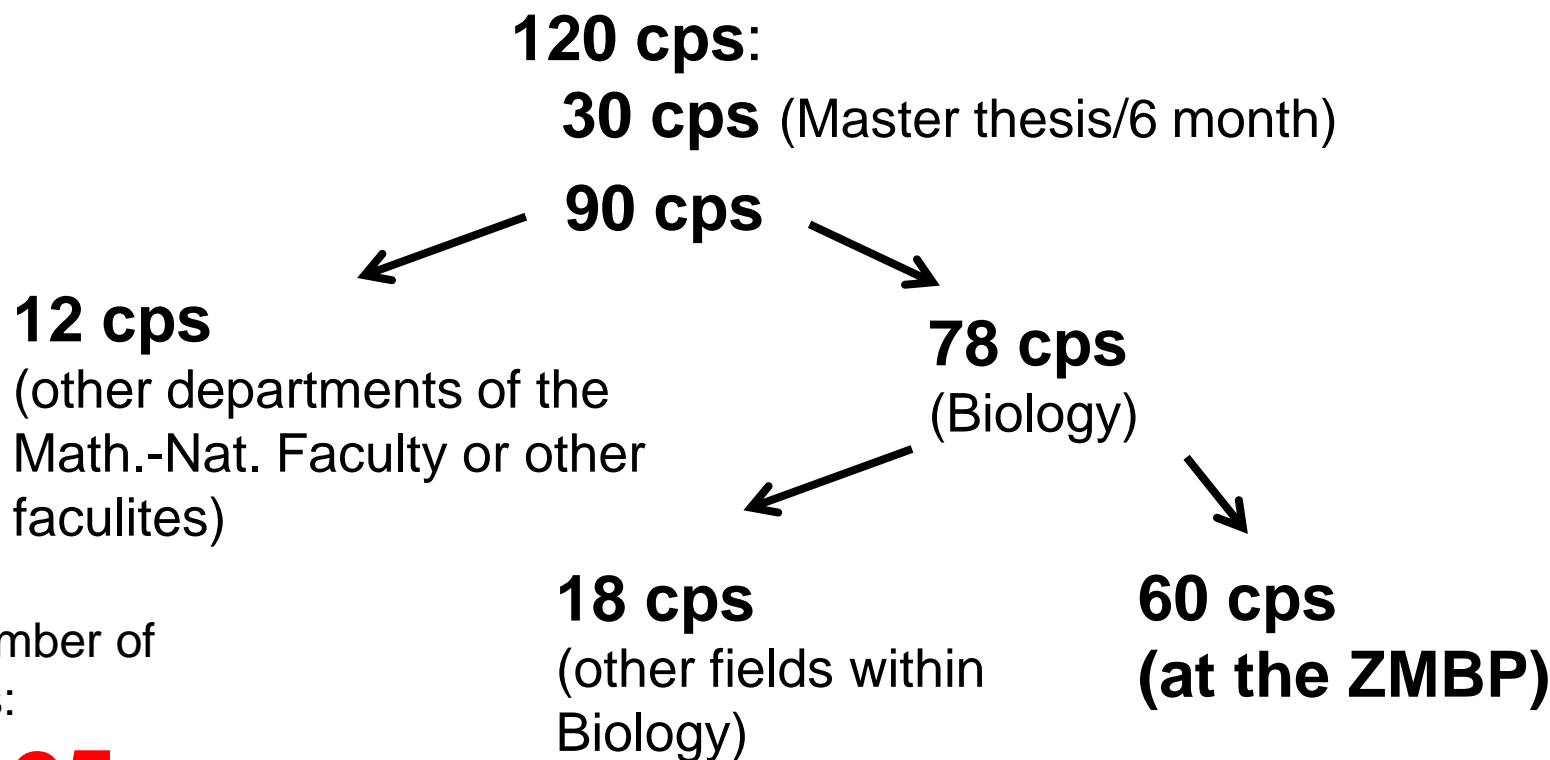 120 cps:
30 cps (Master thesis/6 month)
90 cps
12 cps
(other departments of the
Math.-Nat. Faculty or other
faculites)
78 cps
(Biology)
18 cps
(other fields within
Biology)
60 cps
(at the ZMBP)
of